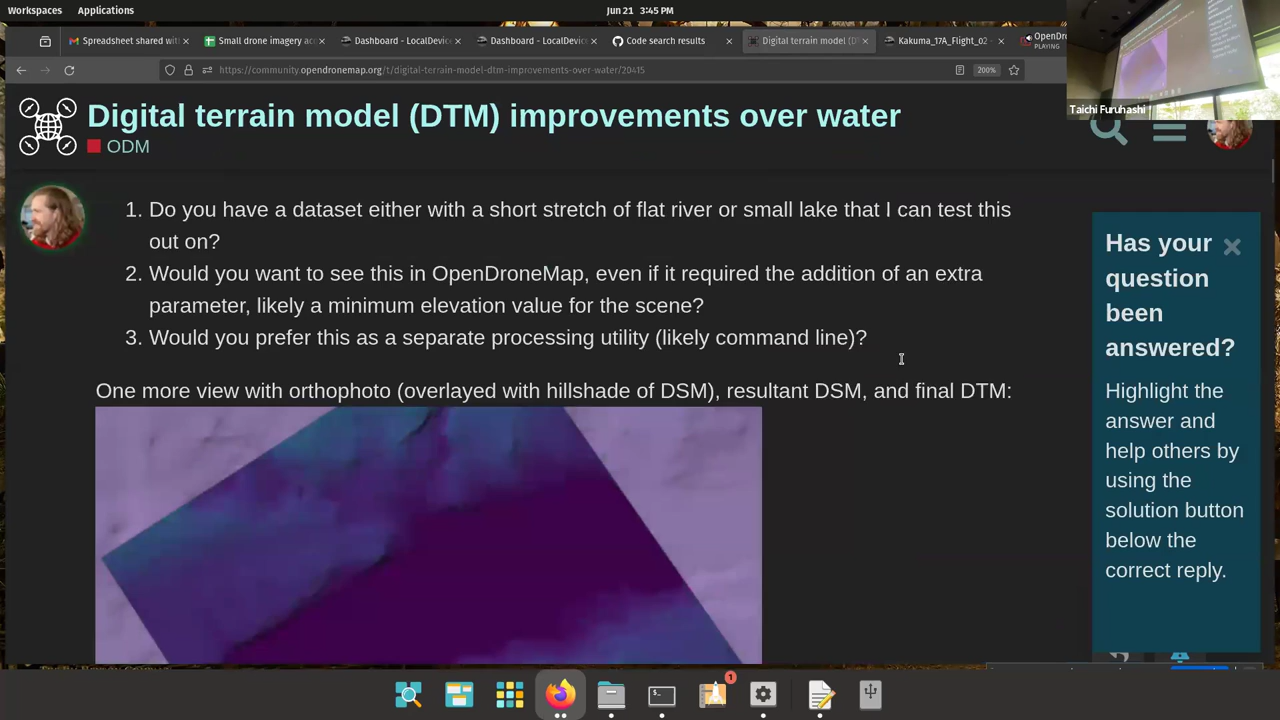 Workspaces
Applications
Jun 21 3:45 PM
Spreadsheet shared wit
Small drone imagery ac
Dashboard - LocalDevice
Dashboard - LocalDevice
Code search results
Digital terrain model (DT
Kakuma_17A_Flight_02
OpenDro
PLAYING
https://community.opendronemap.org/t/digital-terrain-model-dtm-improvements-over-water/20415
200%
Taichi Furuhashi
Digital terrain model (DTM) improvements over water
ODM
1. Do you have a dataset either with a short stretch of flat river or small lake that I can test this
out on?
2. Would you want to see this in OpenDroneMap, even if it required the addition of an extra
parameter, likely a minimum elevation value for the scene?
3. Would you prefer this as a separate processing utility (likely command line)?
One more view with orthophoto (overlayed with hillshade of DSM), resultant DSM, and final DTM:
Has your
question
been
answered?
Highlight the
answer and
help others by
using the
solution button
below the
correct reply.
1